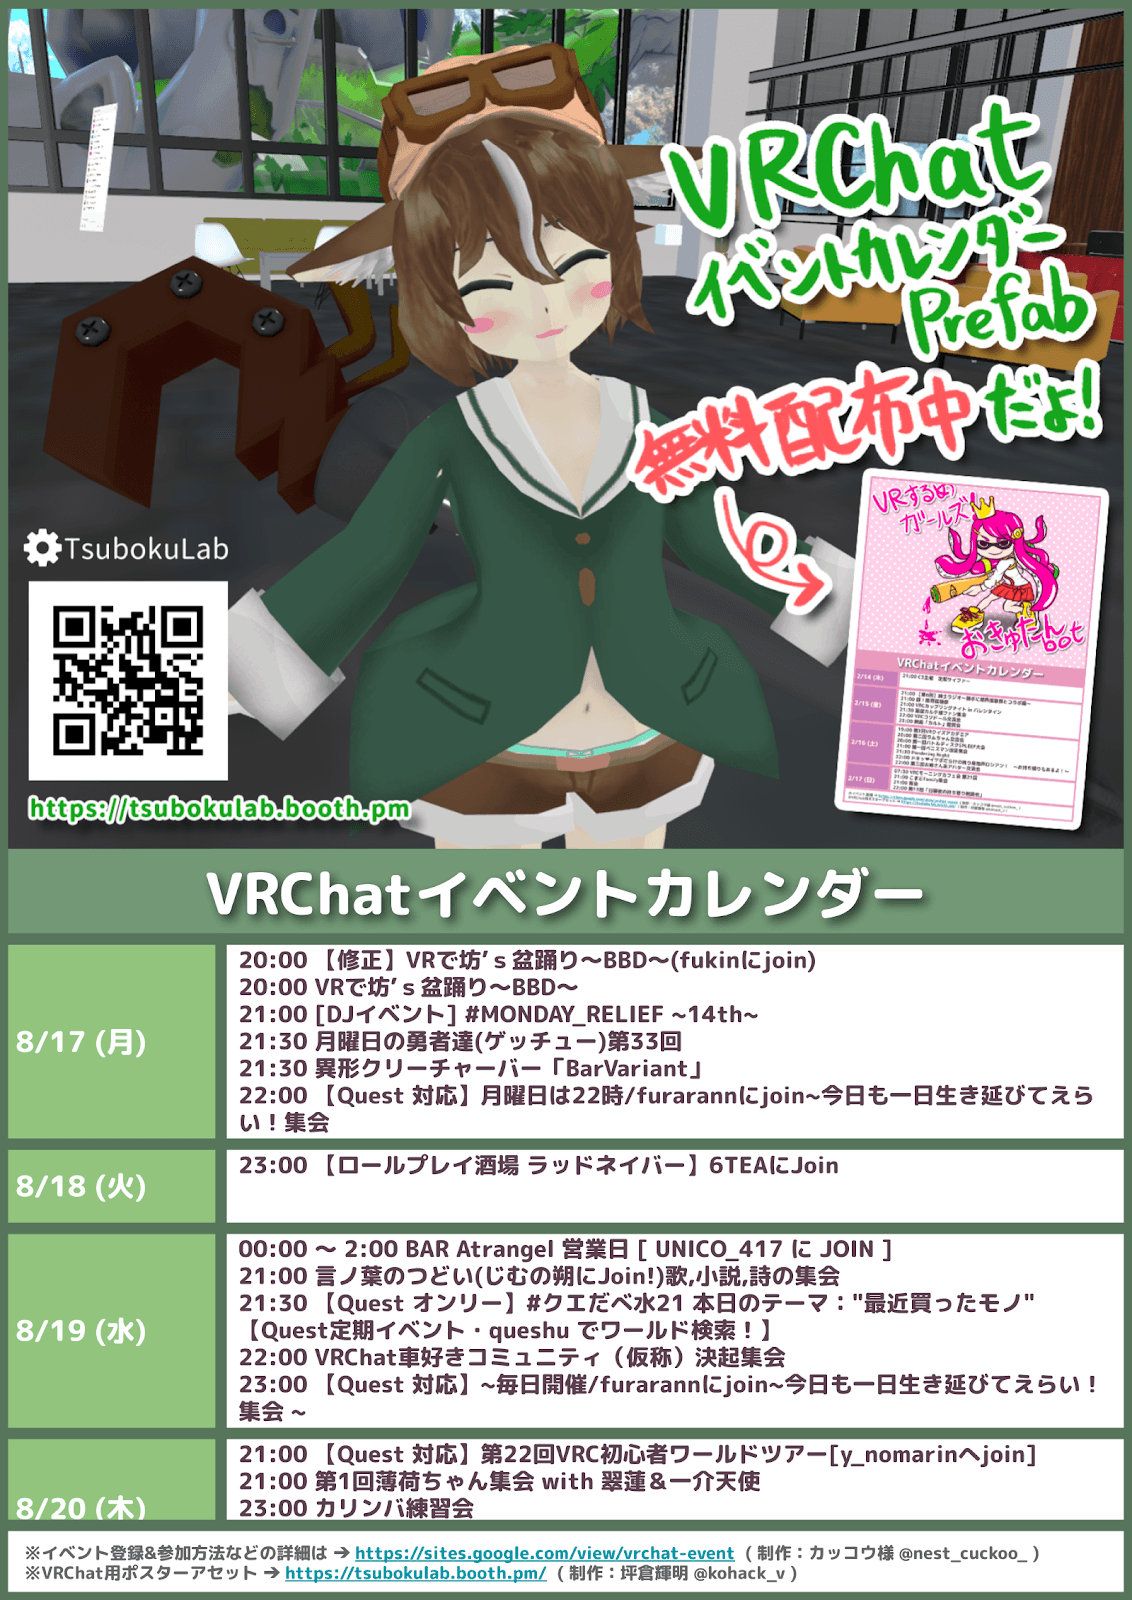 VRChat
イベントカレンダー
Prefab
無料配布中だよ!
TsubokuLab
https://tsubokulab.booth.pm
VRするめ
ガールズ!
おきゅたんbot
VRChatイベントカレンダー
2/14 (木)
2/15 (金)
2/16 (土)
2/17 (日)
VRChatイベントカレンダー
8/17 (月)
20:00 【修正】VRで坊’ｓ盆踊り～BBD～(fukinにjoin)
20:00 VRで坊’ｓ盆踊り～BBD～
21:00 [DJイベント] #MONDAY_RELIEF ~14th~
21:30 月曜日の勇者達(ゲッチュー)第33回
21:30 異形クリーチャーバー「BarVariant」
22:00 【Quest 対応】月曜日は22時/furarannにjoin~今日も一日生き延びてえら
い！集会
8/18 (火)
23:00 【ロールプレイ酒場 ラッドネイバー】6TEAにJoin
8/19 (水)
00:00 ～ 2:00 BAR Atrangel 営業日 [ UNICO_417 に JOIN ]
21:00 言ノ葉のつどい(じむの朔にJoin!)歌,小説,詩の集会
21:30 【Quest オンリー】#クエだべ水21 本日のテーマ："最近買ったモノ"
【Quest定期イベント・queshu でワールド検索！】
22:00 VRChat車好きコミュニティ（仮称）決起集会
23:00 【Quest 対応】~毎日開催/furarannにjoin~今日も一日生き延びてえらい！
集会 ~
8/20 (木)
21:00 【Quest 対応】第22回VRC初心者ワールドツアー[y_nomarinへjoin]
21:00 第1回薄荷ちゃん集会 with 翠蓮＆一介天使
23:00 カリンバ練習会
※イベント登録&参加方法などの詳細は ➔ https://sites.google.com/view/vrchat-event ( 制作：カッコウ様 @nest_cuckoo_ )
※VRChat用ポスターアセット ➔ https://tsubokulab.booth.pm/ ( 制作：坪倉輝明 @kohack_v )